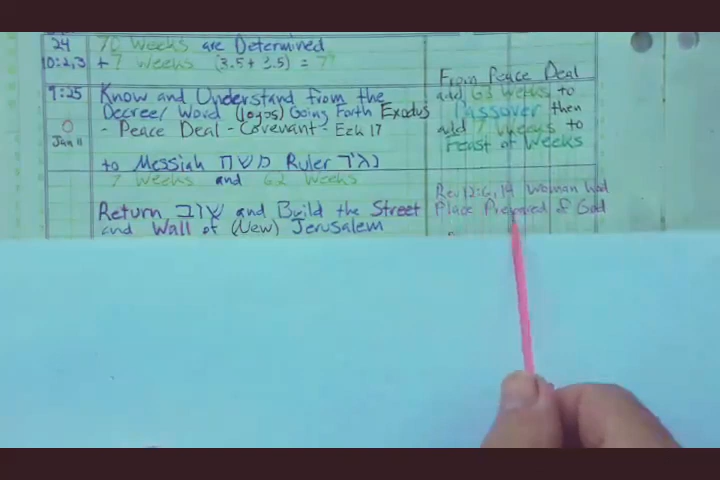 24 70 Weeks are Determined
10:2,3 + 7 weeks (3.5+3.5) = 77
From Peace Deal
9:25 Know and Understand from the
add 63 weeks to
Decree/ Word (logos) Going Forth Exodus
Passover then
0 - Peace Deal - Covenant - Ezk 17
add 7 weeks to
Jan 11
Feast of Weeks
to Messiah משח Ruler נגיד
7 Weeks and 62 Weeks
Rev 12:6,14 Woman had
Return שוב and Build the Street
Place Prepared of God
and Wall of (New) Jerusalem